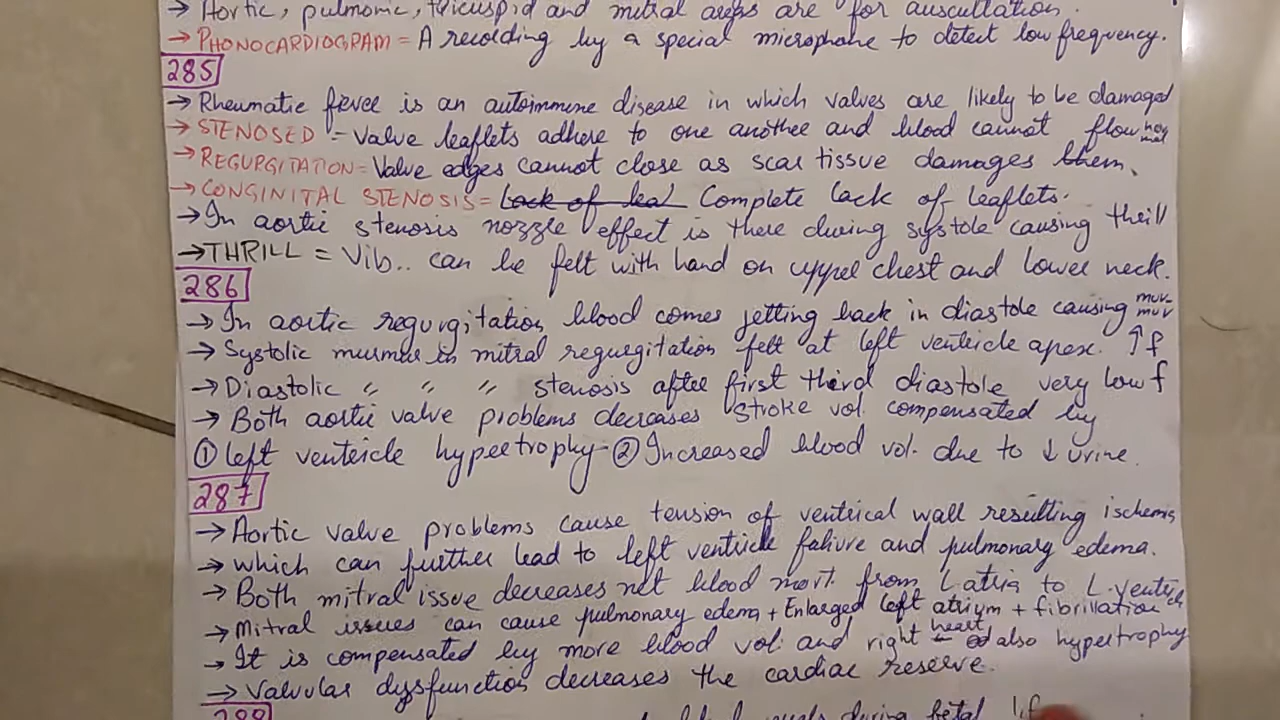 → Aortic, pulmonic, tricuspid and mitral areas are for auscultation.
→ PHONOCARDIOGRAM = A recording by a special microphone to detect low frequency.
285
→ Rheumatic fever is an autoimmune disease in which valves are likely to be damaged
→ STENOSED = Valve leaflets adhere to one another and blood cannot flow normal
→ REGURGITATION = Valve edges cannot close as scar tissue damages them.
→ CONGINITAL STENOSIS = Lack of leaf Complete lack of leaflets.
→ In aortic stenosis nozzle effect is there during systole causing thrill
→ THRILL = Vib.. can be felt with hand on upper chest and lower neck.
286
→ In aortic regurgitation blood comes jetting back in diastole causing murmur
→ Systolic murmur in mitral regurgitation felt at left ventricle apex. ↑f
→ Diastolic " " " stenosis after first third diastole very low f
→ Both aortic valve problems decreases stroke vol. compensated by
① left ventricle hypertrophy ② Increased blood vol. due to ↓ urine.
287
→ Aortic valve problems cause tension of ventrical wall resulting ischemia
→ which can further lead to left ventricle faliure and pulmonary edema.
→ Both mitral issue decreases net blood movt. from L atria to L-ventricle
→ Mitral issues can cause pulmonary edema + Enlarged left atrium + fibrillation
→ It is compensated by more blood vol. and right heart also hypertrophy
→ Valvular dysfunction decreases the cardiac reserve.
288
during fetal